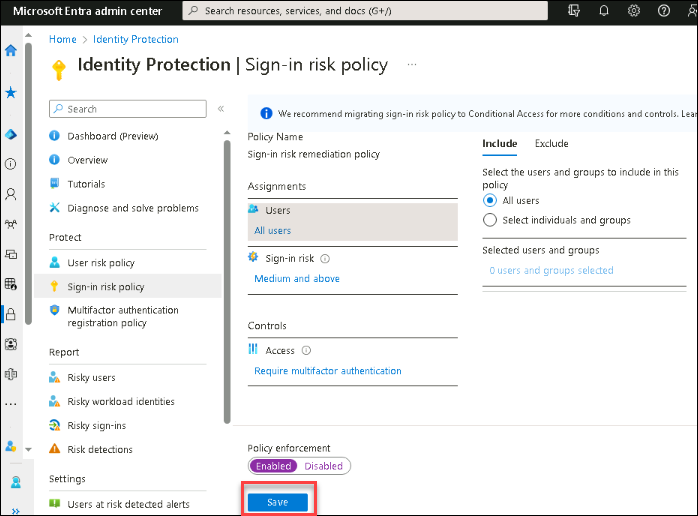 Microsoft Entra admin center
Search resources, services, and docs (G+/)
Home > Identity Protection
Identity Protection | Sign-in risk policy ...
Search
«
Dashboard (Preview)
Overview
Tutorials
Diagnose and solve problems
Protect
User risk policy
Sign-in risk policy
Multifactor authentication
registration policy
Report
Risky users
Risky workload identities
Risky sign-ins
Risk detections
Settings
Users at risk detected alerts
We recommend migrating sign-in risk policy to Conditional Access for more conditions and controls. Lear
Policy Name
Sign-in risk remediation policy
Assignments
Users
All users
Sign-in risk
Medium and above
Controls
Access
Require multifactor authentication
Policy enforcement
Enabled Disabled
Save
Include Exclude
Select the users and groups to include in this
policy
All users
Select individuals and groups
Selected users and groups
0 users and groups selected